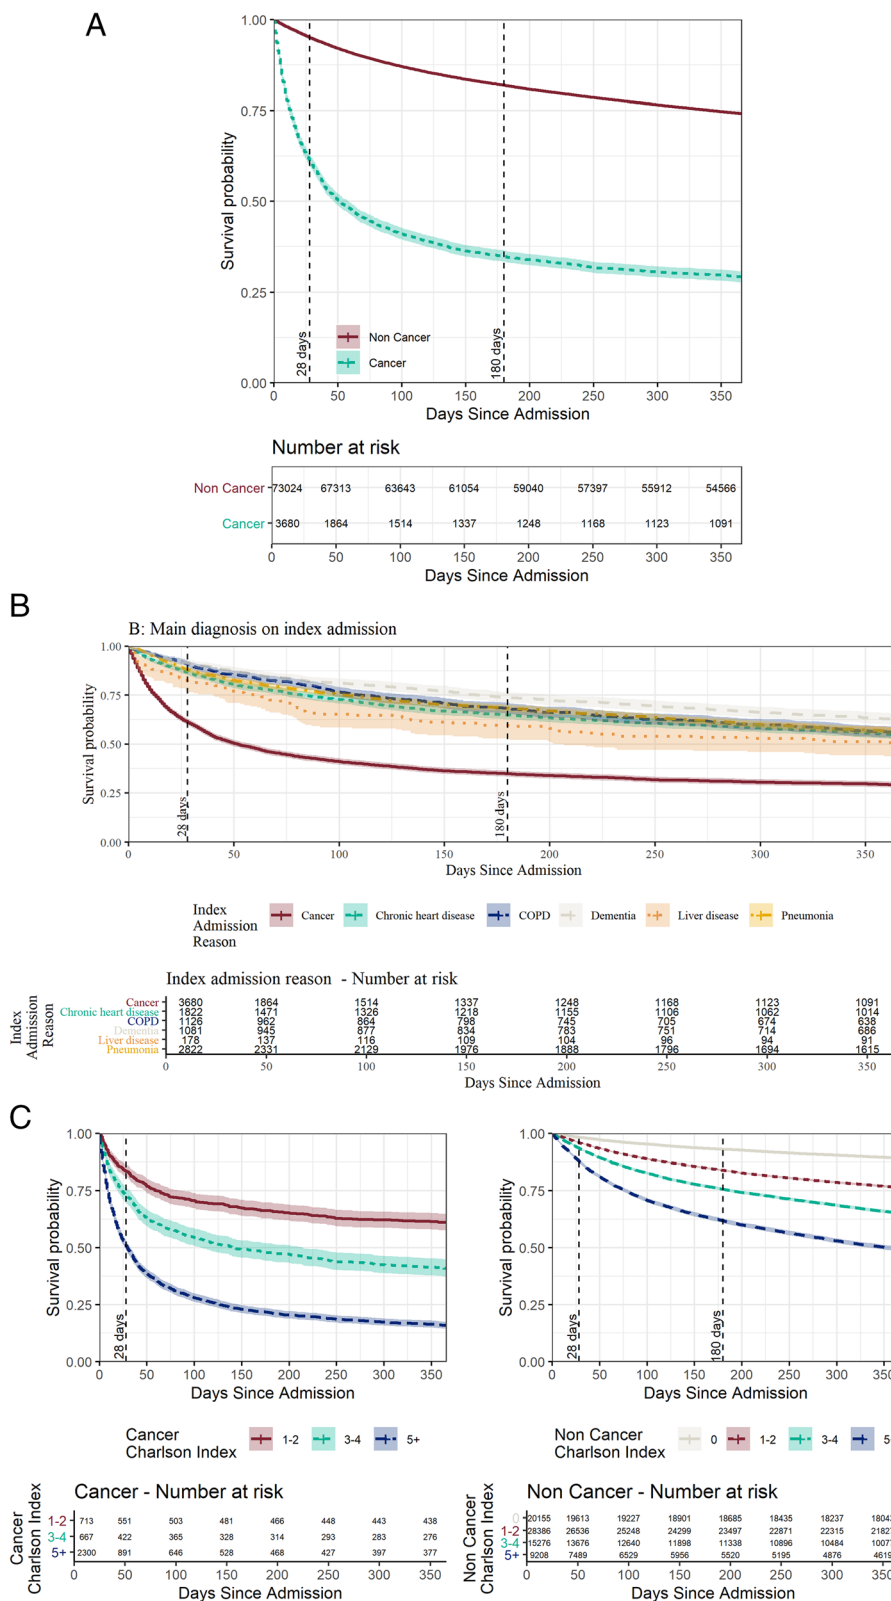 A
1.00
0.75
0.50
0.25
0.00
Survival probability
28 days
180 days
Non Cancer
Cancer
0 50 100 150 200 250 300 350
Days Since Admission
Number at risk
Non Cancer 73024 67313 63643 61054 59040 57397 55912 54566
Cancer 3680 1864 1514 1337 1248 1168 1123 1091
0 50 100 150 200 250 300 350
Days Since Admission
B
B: Main diagnosis on index admission
1.00
0.75
0.50
0.25
0.00
Survival probability
28 days
180 days
0 50 100 150 200 250 300 350
Days Since Admission
Index
Admission
Reason
Cancer Chronic heart disease COPD Dementia Liver disease Pneumonia
Index admission reason - Number at risk
Index
Admission
Reason
Cancer 3680 1864 1514 1337 1248 1168 1123 1091
Chronic heart disease 1822 1471 1326 1218 1155 1106 1062 1014
COPD 1126 962 864 798 745 705 674 638
Dementia 1081 945 877 834 783 751 714 686
Liver disease 178 137 116 109 104 96 94 91
Pneumonia 2822 2331 2129 1976 1888 1796 1694 1615
0 50 100 150 200 250 300 350
Days Since Admission
C
1.00
0.75
0.50
0.25
0.00
Survival probability
28 days
0 50 100 150 200 250 300 350
Days Since Admission
Cancer
Charlson Index
1-2 3-4 5+
Cancer - Number at risk
Cancer
Charlson Index
1-2 713 551 503 481 466 448 443 438
3-4 667 422 365 328 314 293 283 276
5+ 2300 891 646 528 468 427 397 377
0 50 100 150 200 250 300 350
Days Since Admission
1.00
0.75
0.50
0.25
0.00
Survival probability
28 days
180 days
0 50 100 150 200 250 300 350
Days Since Admission
Non Cancer
Charlson Index
0 1-2 3-4 5
Non Cancer - Number at risk
Non Cancer
Charlson Index
0 20155 19613 19227 18901 18685 18435 18237 1804
1-2 28386 26536 25248 24299 23497 22871 22315 2182
3-4 15276 13676 12640 11898 11338 10896 10484 1007
5+ 9208 7489 6529 5956 5520 5195 4876 4619
0 50 100 150 200 250 300 350
Days Since Admission